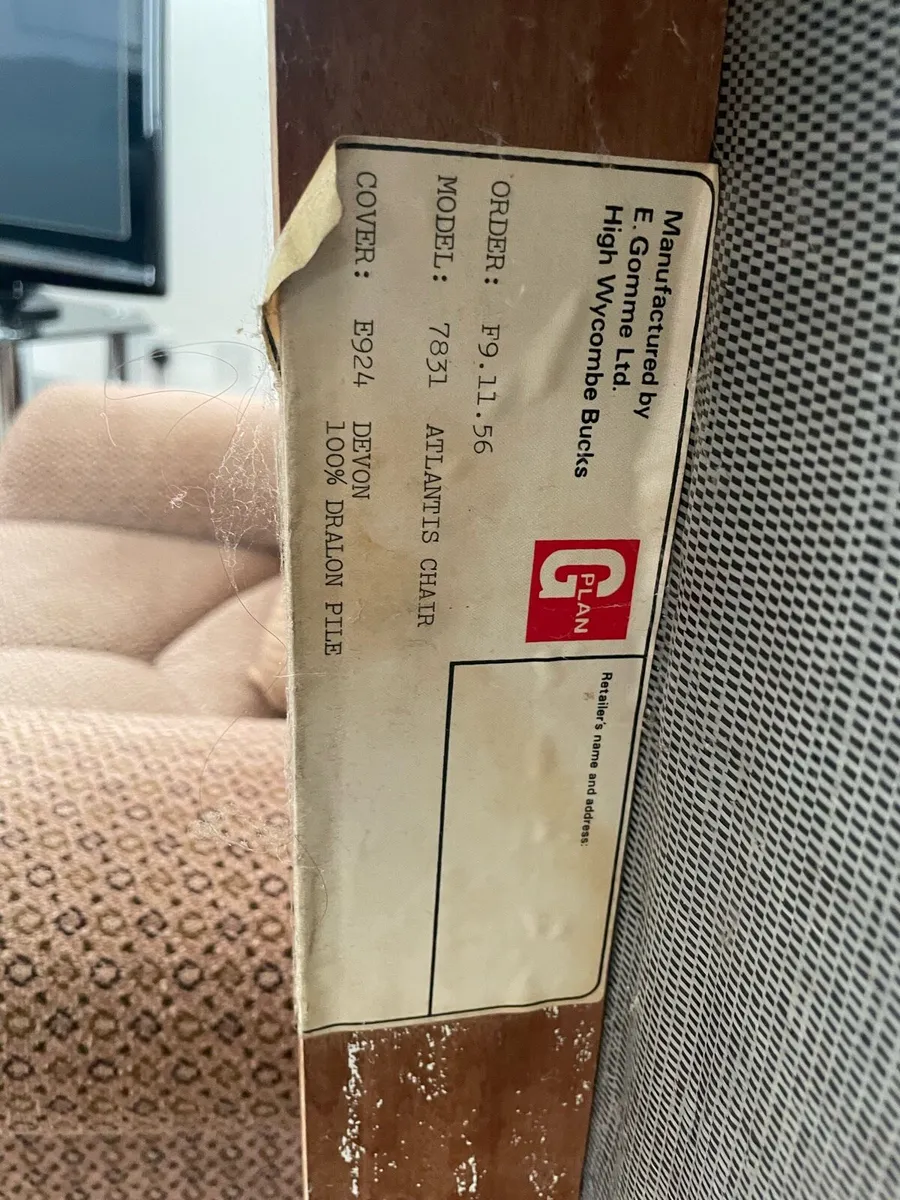 Manufactured by
E. Gomme Ltd.
High Wycombe Bucks
G PLAN
Retailer's name and address:
ORDER: F9.11.56
MODEL: 7831 ATLANTIS CHAIR
COVER: E924 DEVON
100% DRALON PILE